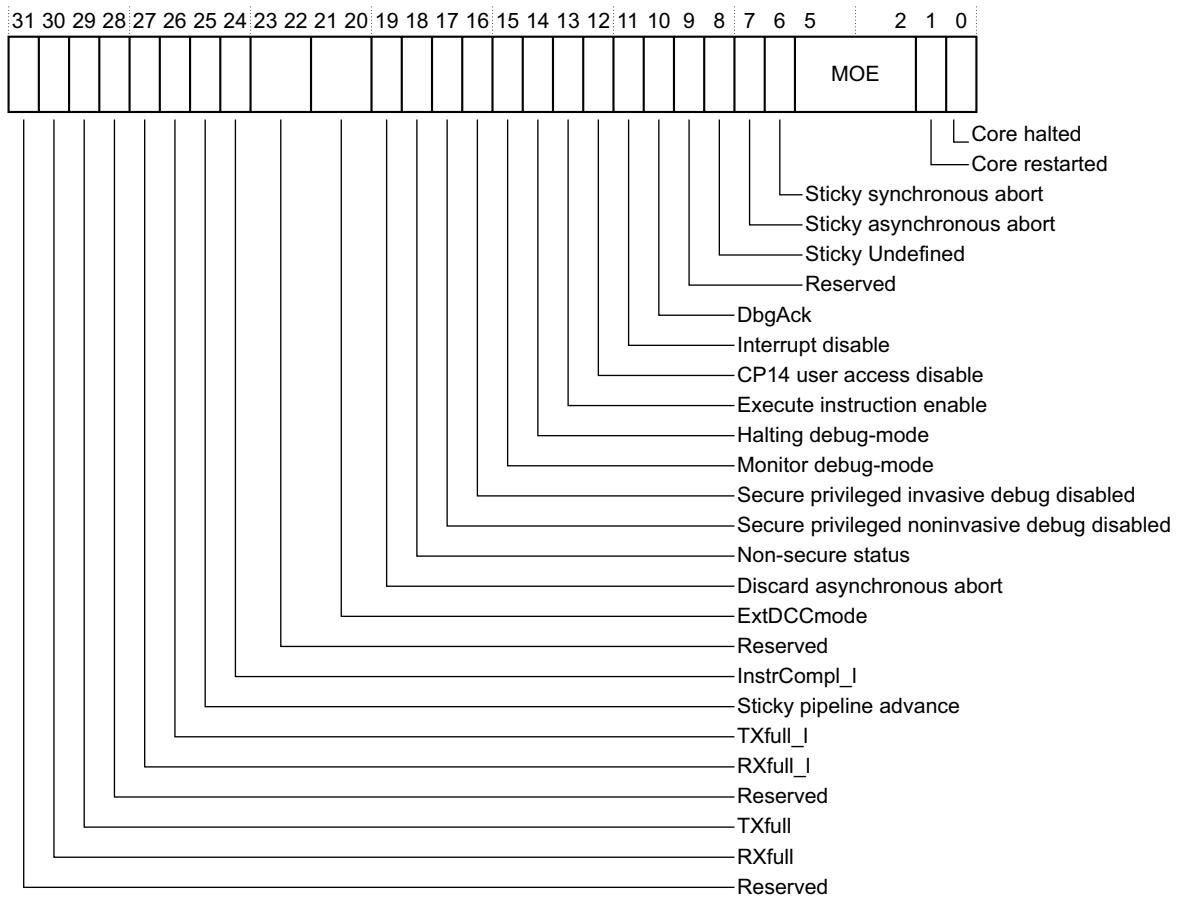 31 30 29 28 27 26 25 24 23 22 21 20 19 18 17 16 15 14 13 12 11 10 9 8 7 6 5 2 1 0
MOE
Core halted
Core restarted
Sticky synchronous abort
Sticky asynchronous abort
Sticky Undefined
Reserved
DbgAck
Interrupt disable
CP14 user access disable
Execute instruction enable
Halting debug-mode
Monitor debug-mode
Secure privileged invasive debug disabled
Secure privileged noninvasive debug disabled
Non-secure status
Discard asynchronous abort
ExtDCCmode
Reserved
InstrCompl_l
Sticky pipeline advance
TXfull_l
RXfull_l
Reserved
TXfull
RXfull
Reserved